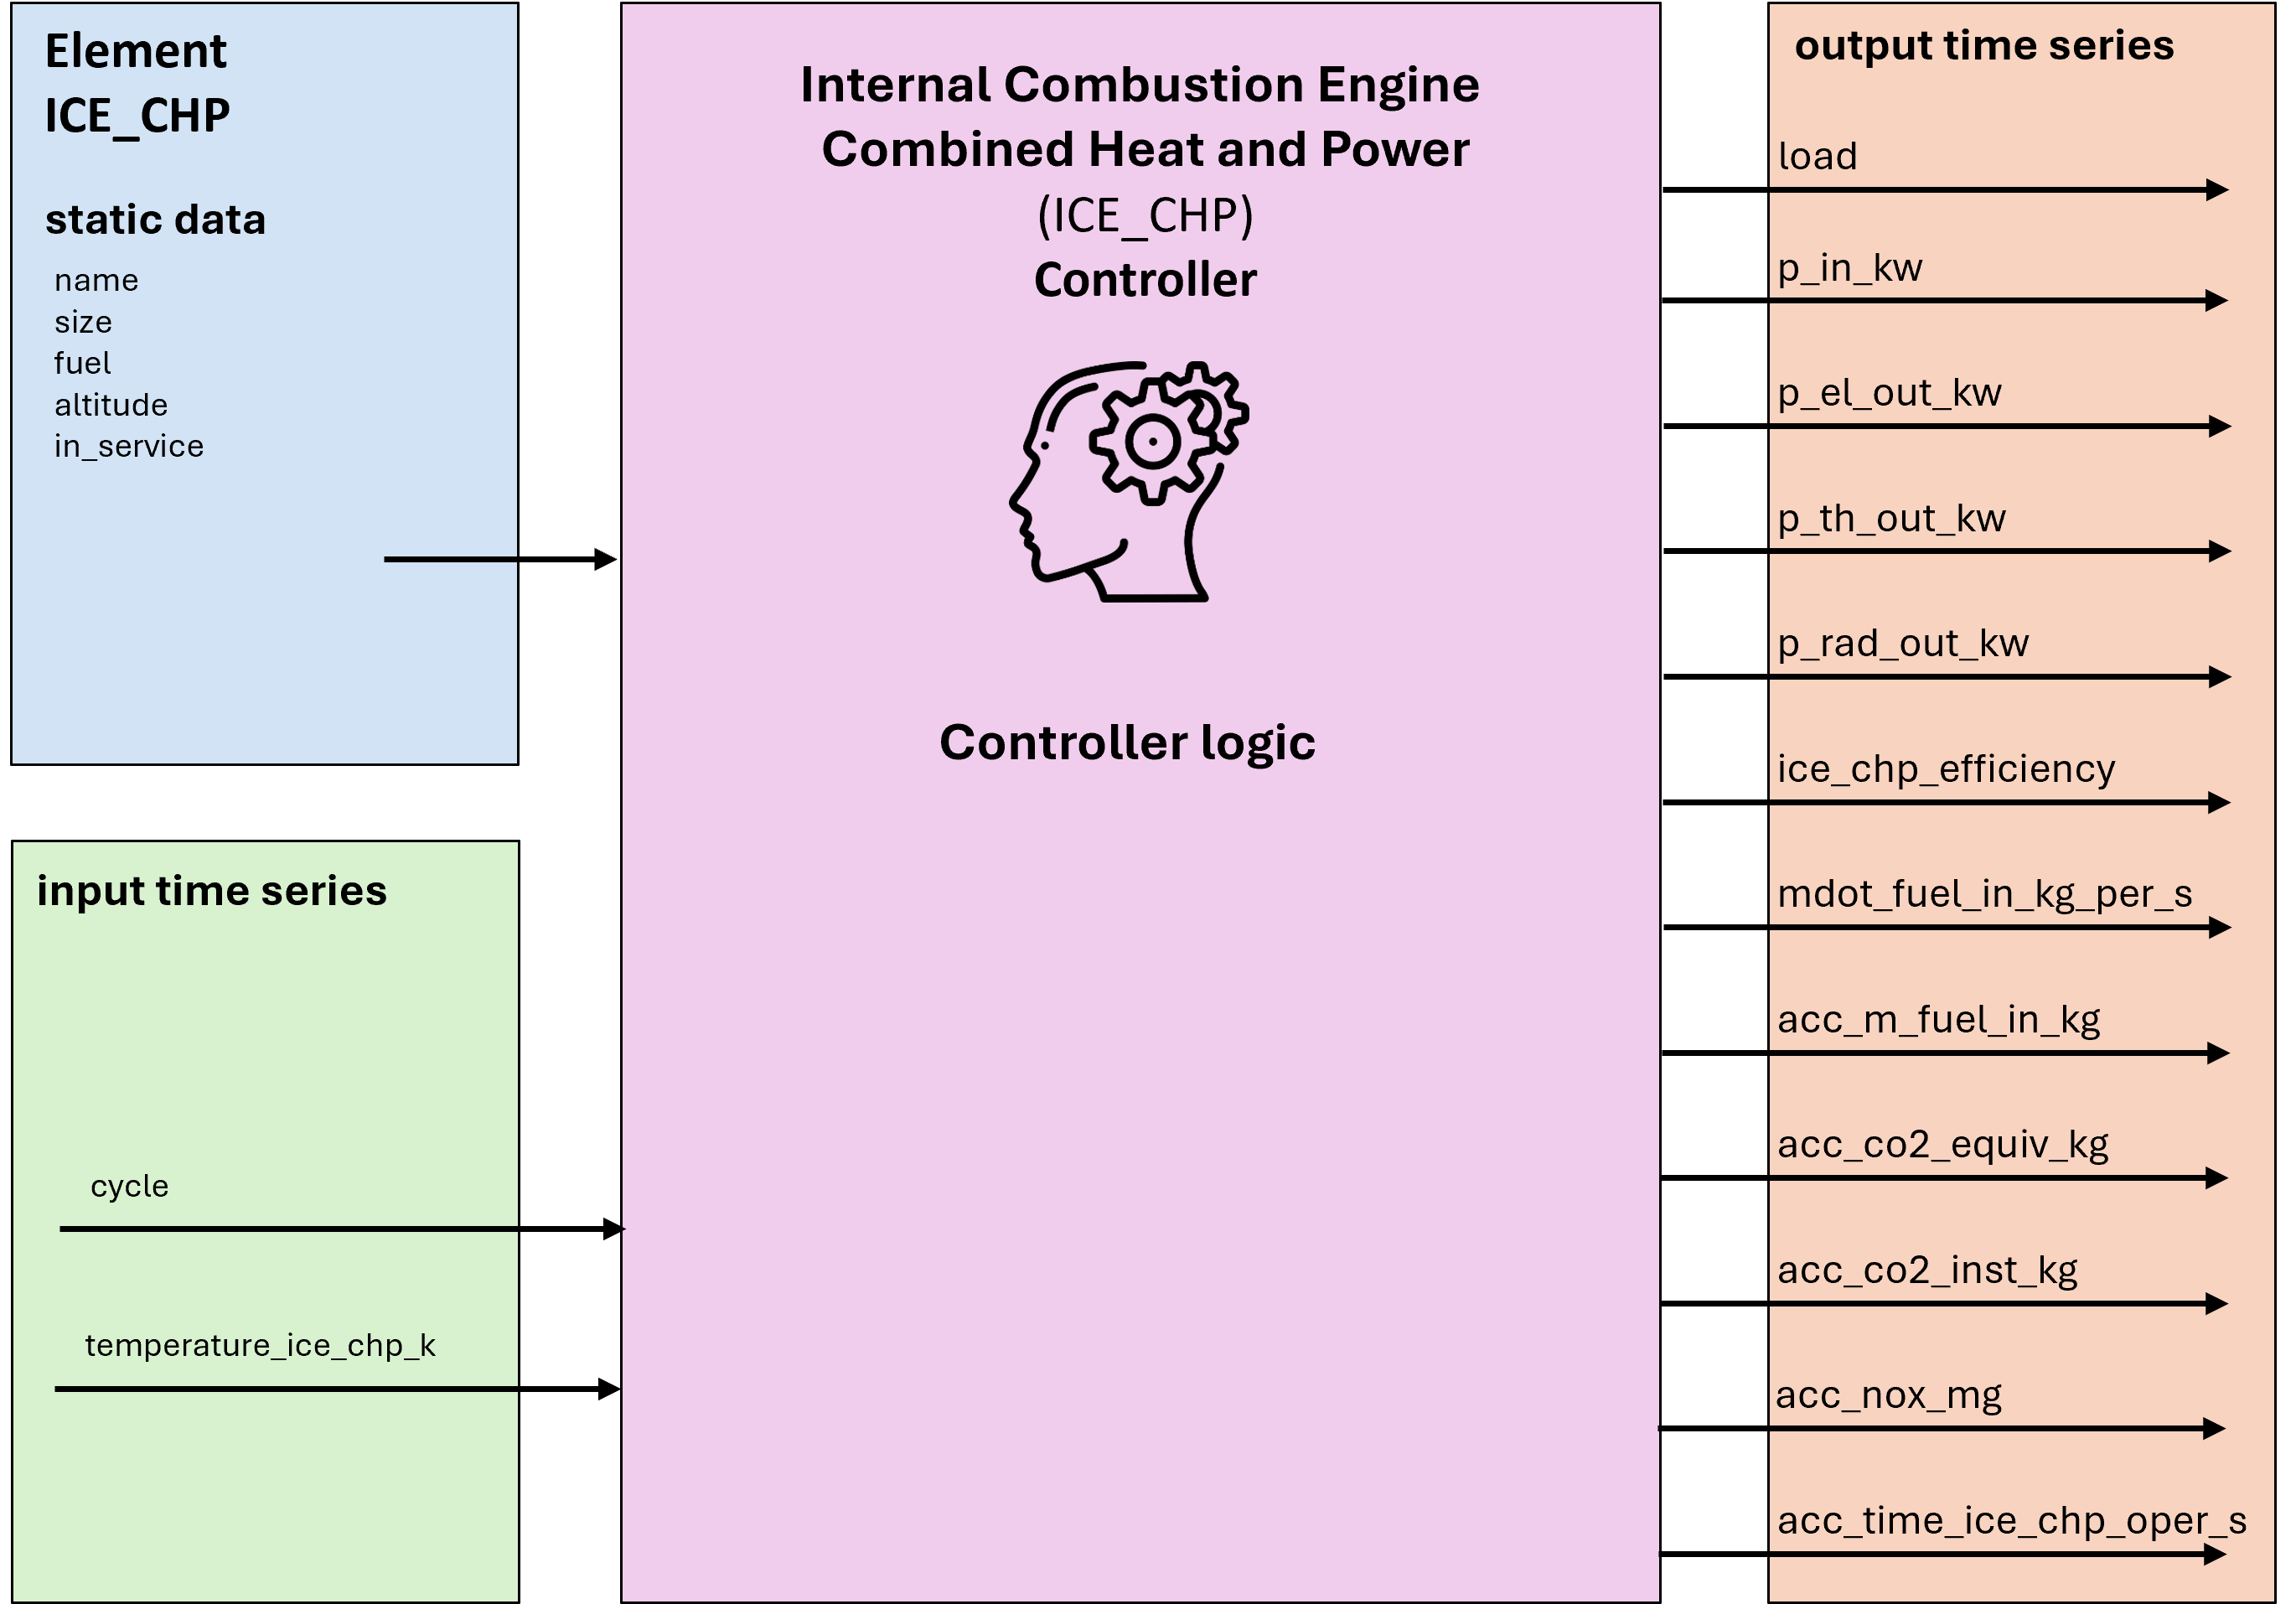 Element
ICE_CHP
static data
name
size
fuel
altitude
in_service
input time series
cycle
temperature_ice_chp_k
Internal Combustion Engine
Combined Heat and Power
(ICE_CHP)
Controller
Controller logic
output time series
load
p_in_kw
p_el_out_kw
p_th_out_kw
p_rad_out_kw
ice_chp_efficiency
mdot_fuel_in_kg_per_s
acc_m_fuel_in_kg
acc_co2_equiv_kg
acc_co2_inst_kg
acc_nox_mg
acc_time_ice_chp_oper_s